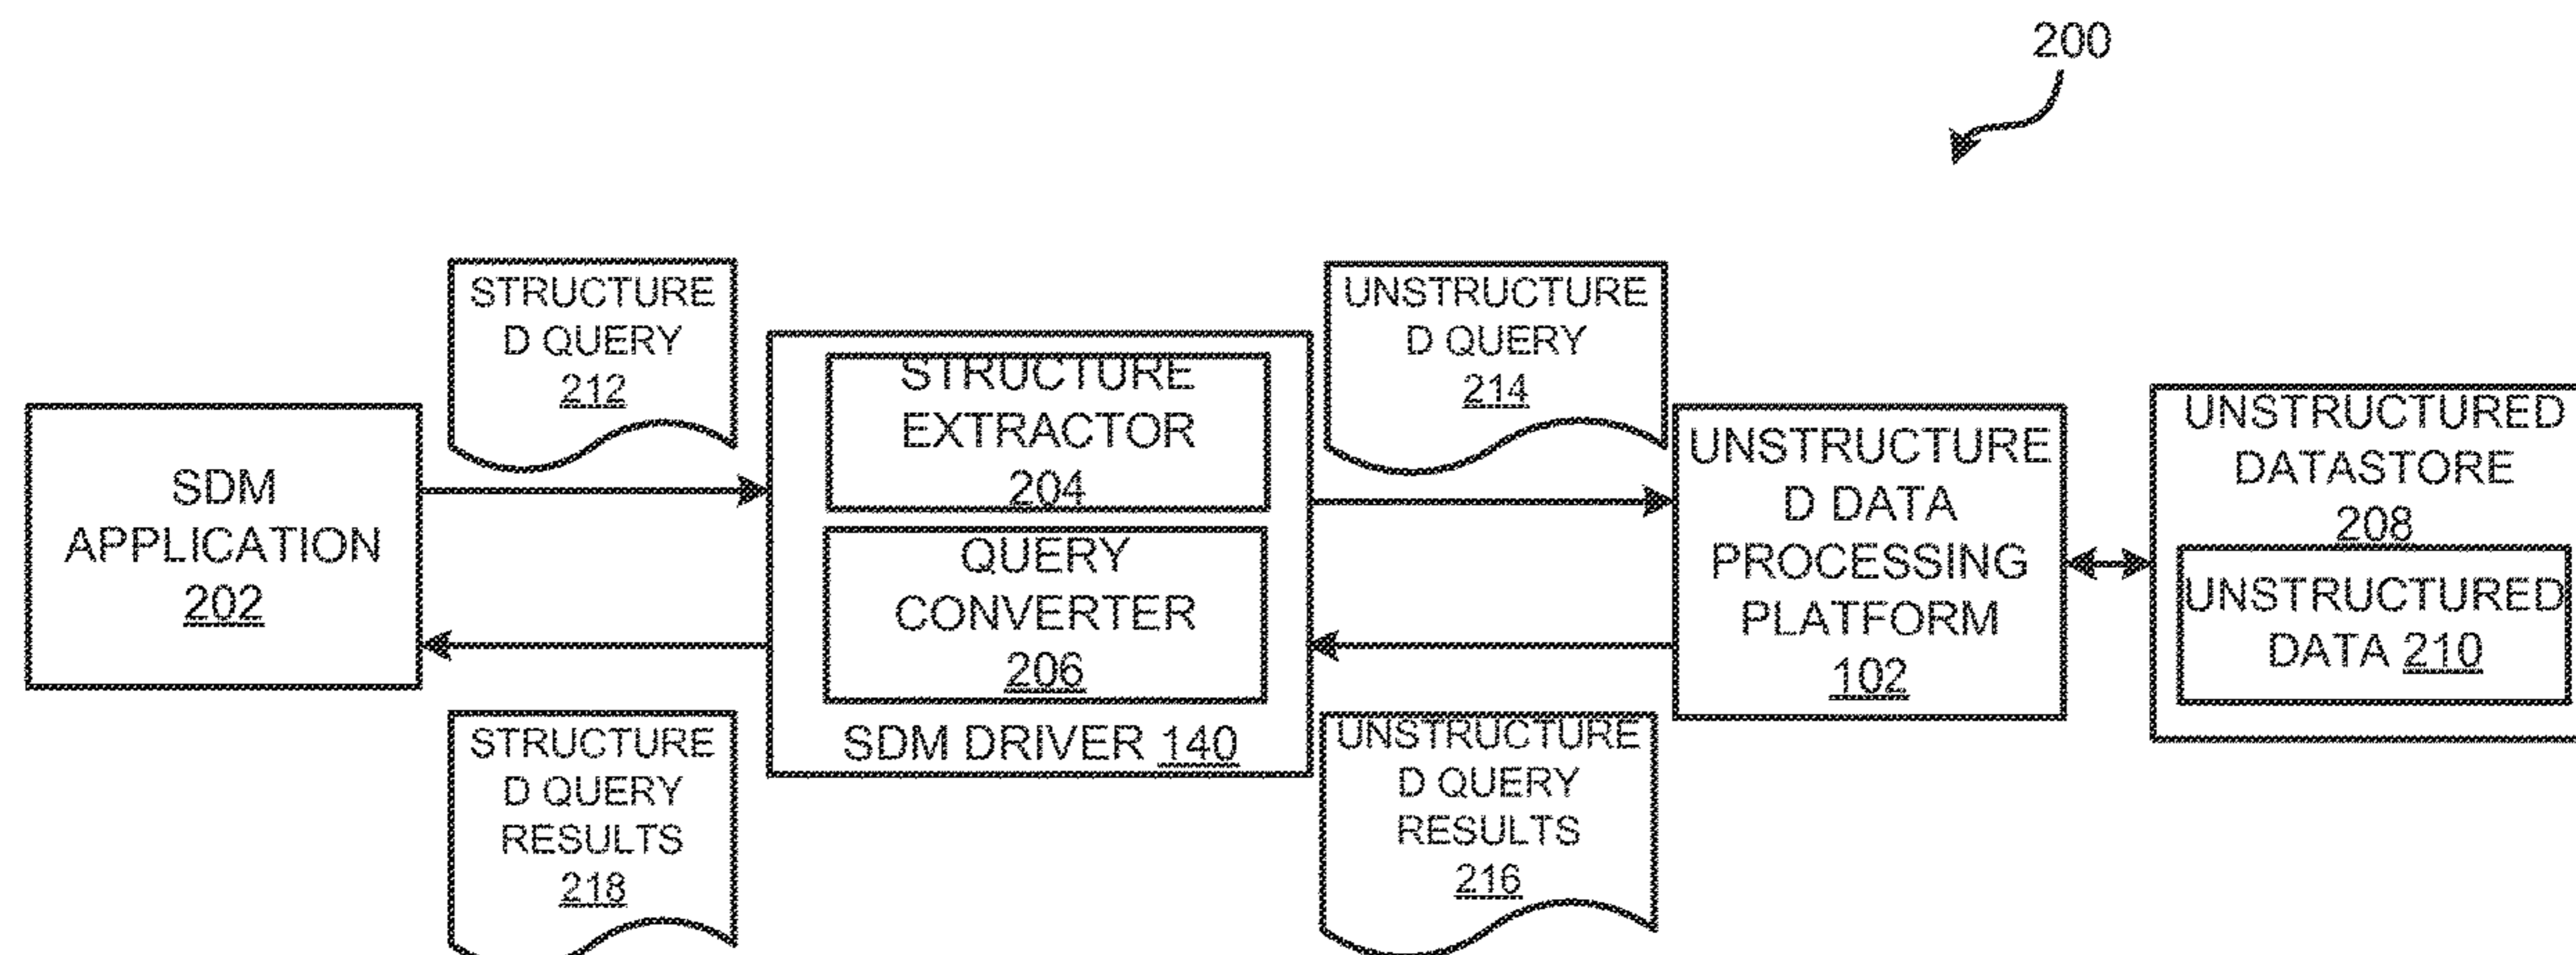 200
STRUCTURE
D QUERY
212
UNSTRUCTURE
D QUERY
214
SDM
APPLICATION
202
STRUCTURE
EXTRACTOR
204
QUERY
CONVERTER
206
SDM DRIVER 140
UNSTRUCTURE
D DATA
PROCESSING
PLATFORM
102
UNSTRUCTURED
DATASTORE
208
UNSTRUCTURED
DATA 210
STRUCTURE
D QUERY
RESULTS
218
UNSTRUCTURE
D QUERY
RESULTS
216